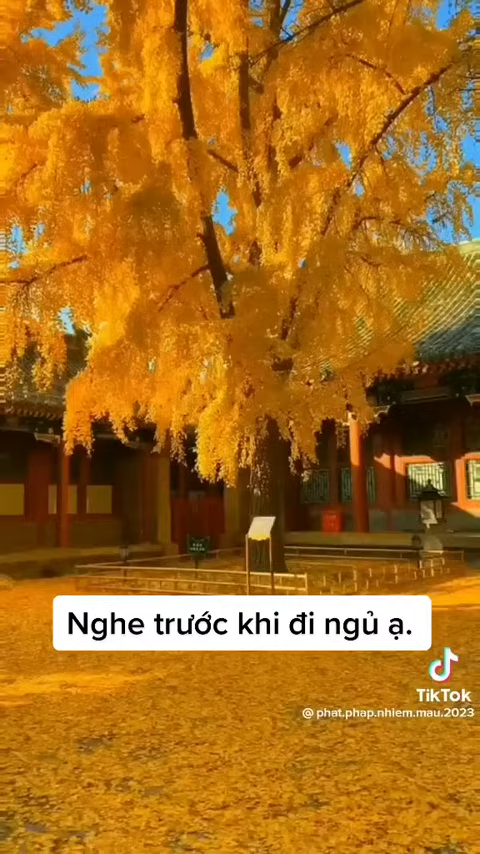 Nghe trước khi đi ngủ ạ.
TikTok
@ phat.phap.nhiem.mau.2023